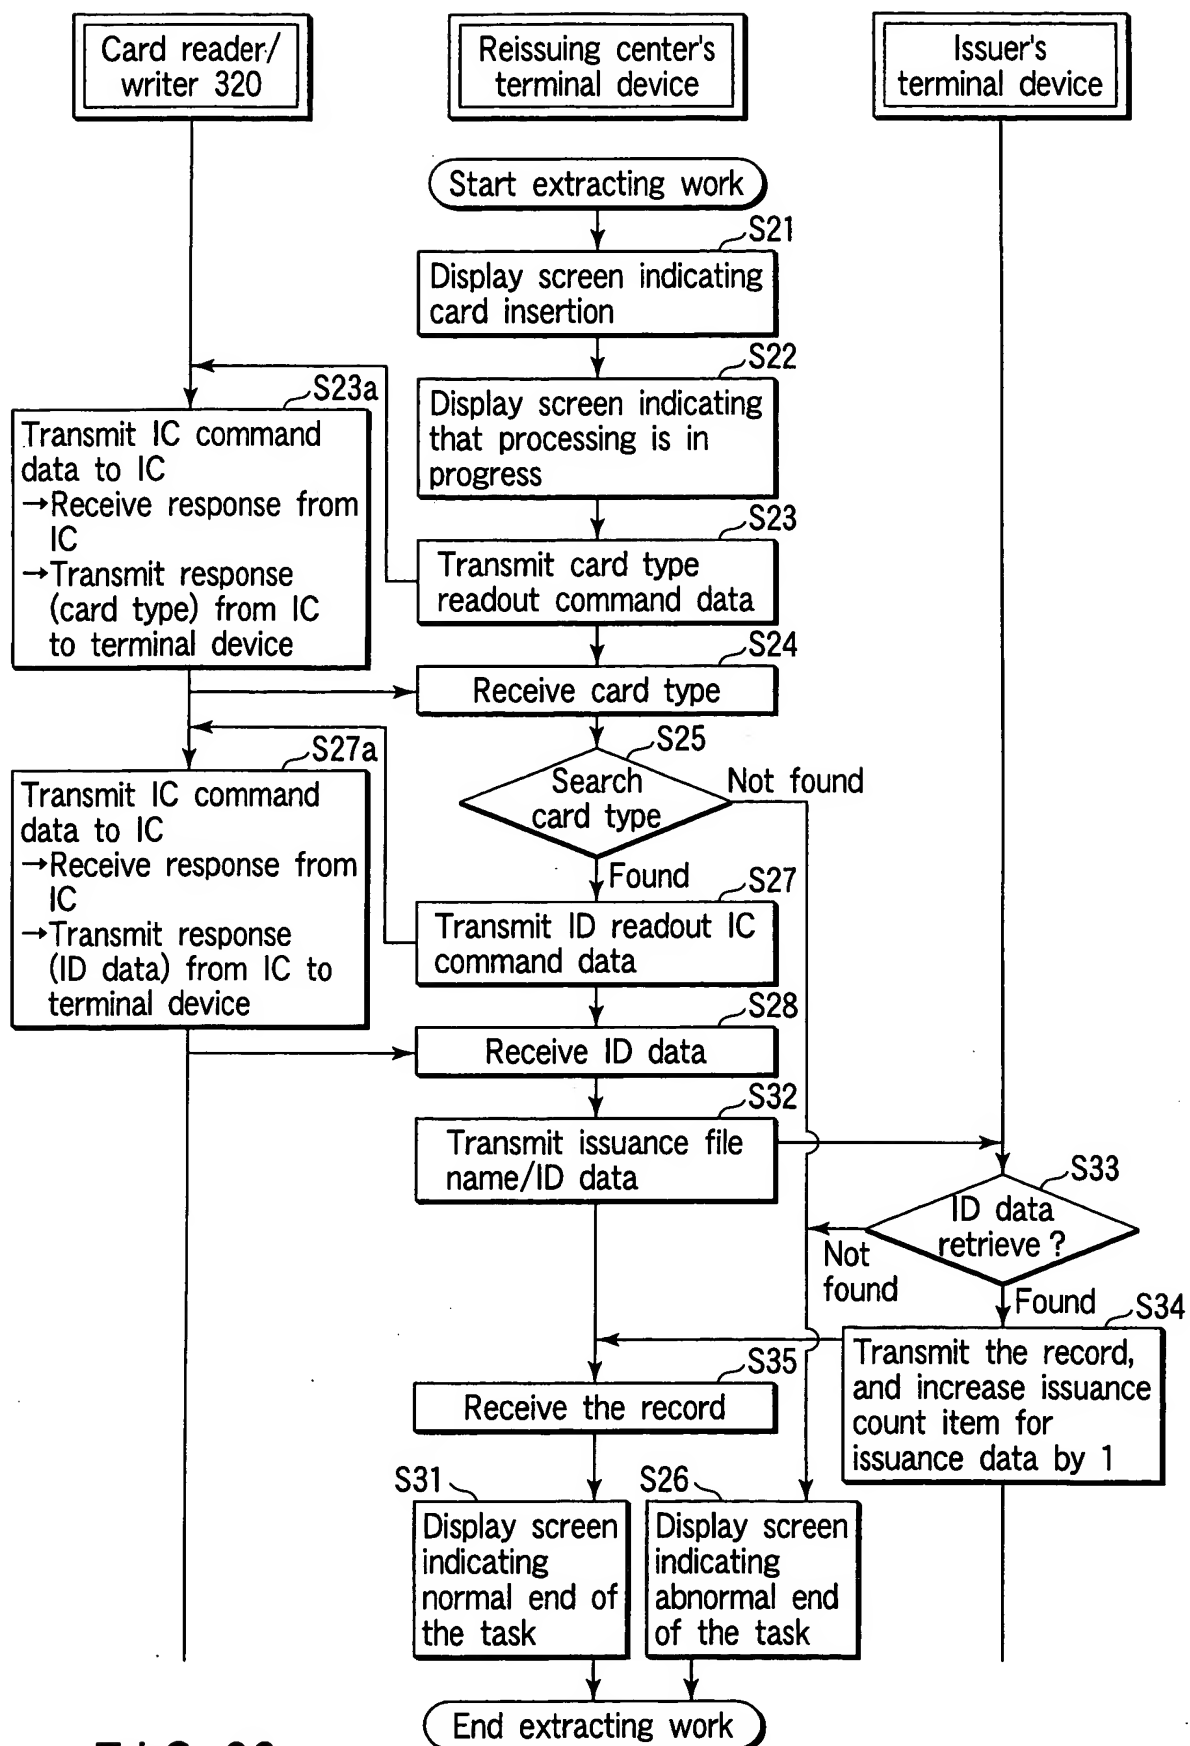 Card reader/
writer 320
Reissuing center's
terminal device
Issuer's
terminal device
Start extracting work
S21
Display screen indicating
card insertion
S22
Display screen indicating
that processing is in
progress
S23a
Transmit IC command
data to IC
→Receive response from
IC
→Transmit response
(card type) from IC
to terminal device
S23
Transmit card type
readout command data
S24
Receive card type
S25
Search
card type
Not found
Found
S27a
Transmit IC command
data to IC
→Receive response from
IC
→Transmit response
(ID data) from IC to
terminal device
S27
Transmit ID readout IC
command data
S28
Receive ID data
S32
Transmit issuance file
name/ID data
S33
ID data
retrieve?
Not
found
Found
S34
Transmit the record,
and increase issuance
count item for
issuance data by 1
S35
Receive the record
S31
Display screen
indicating
normal end of
the task
S26
Display screen
indicating
abnormal end
of the task
End extracting work